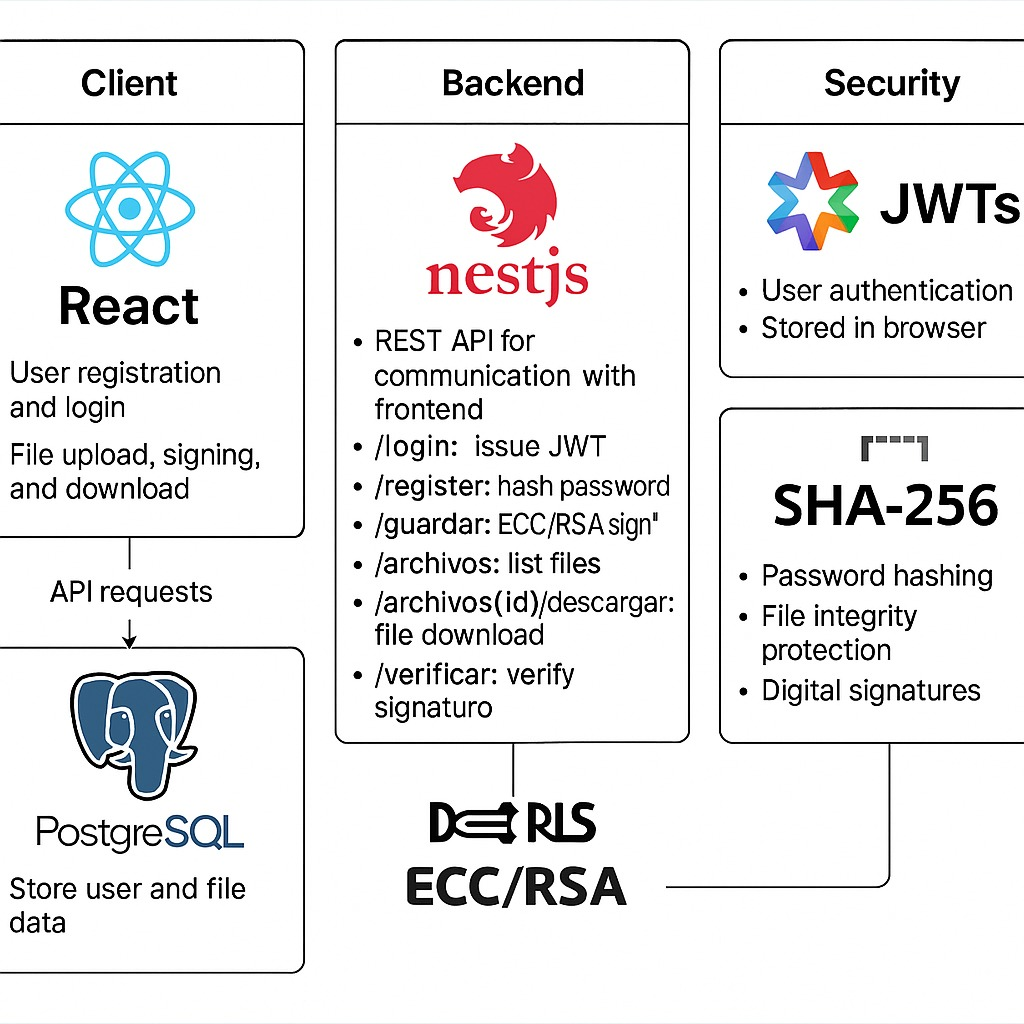 Client
React
User registration
and login
File upload, signing,
and download
API requests
PostgreSQL
Store user and file
data
Backend
nestjs
• REST API for
communication with
frontend
• /login: issue JWT
• /register: hash password
• /guardar: ECC/RSA sign"
• /archivos: list files
• /archivos(id)/descargar:
file download
• /verificar: verify
signaturo
ECC/RSA
Security
JWTs
• User authentication
• Stored in browser
SHA-256
• Password hashing
• File integrity
protection
• Digital signatures